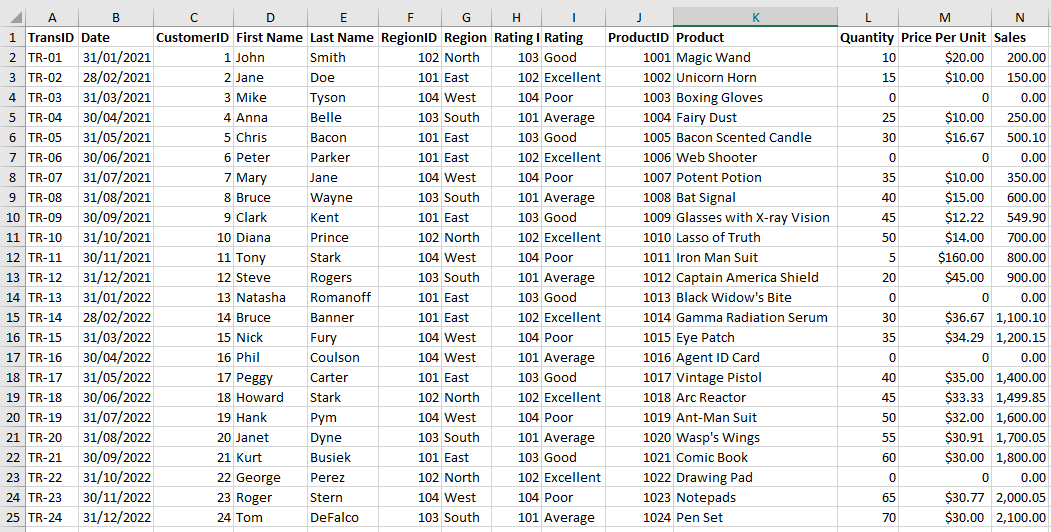 A B C D E F G H I J K L M N
1 TransID Date CustomerID First Name Last Name RegionID Region Rating I Rating ProductID Product Quantity Price Per Unit Sales
2 TR-01 31/01/2021 1 John Smith 102 North 103 Good 1001 Magic Wand 10 $20.00 200.00
3 TR-02 28/02/2021 2 Jane Doe 101 East 102 Excellent 1002 Unicorn Horn 15 $10.00 150.00
4 TR-03 31/03/2021 3 Mike Tyson 104 West 104 Poor 1003 Boxing Gloves 0 0 0.00
5 TR-04 30/04/2021 4 Anna Belle 103 South 101 Average 1004 Fairy Dust 25 $10.00 250.00
6 TR-05 31/05/2021 5 Chris Bacon 101 East 103 Good 1005 Bacon Scented Candle 30 $16.67 500.10
7 TR-06 30/06/2021 6 Peter Parker 101 East 102 Excellent 1006 Web Shooter 0 0 0.00
8 TR-07 31/07/2021 7 Mary Jane 104 West 104 Poor 1007 Potent Potion 35 $10.00 350.00
9 TR-08 31/08/2021 8 Bruce Wayne 103 South 101 Average 1008 Bat Signal 40 $15.00 600.00
10 TR-09 30/09/2021 9 Clark Kent 101 East 103 Good 1009 Glasses with X-ray Vision 45 $12.22 549.90
11 TR-10 31/10/2021 10 Diana Prince 102 North 102 Excellent 1010 Lasso of Truth 50 $14.00 700.00
12 TR-11 30/11/2021 11 Tony Stark 104 West 104 Poor 1011 Iron Man Suit 5 $160.00 800.00
13 TR-12 31/12/2021 12 Steve Rogers 103 South 101 Average 1012 Captain America Shield 20 $45.00 900.00
14 TR-13 31/01/2022 13 Natasha Romanoff 101 East 103 Good 1013 Black Widow's Bite 0 0 0.00
15 TR-14 28/02/2022 14 Bruce Banner 101 East 102 Excellent 1014 Gamma Radiation Serum 30 $36.67 1,100.10
16 TR-15 31/03/2022 15 Nick Fury 104 West 104 Poor 1015 Eye Patch 35 $34.29 1,200.15
17 TR-16 30/04/2022 16 Phil Coulson 104 West 101 Average 1016 Agent ID Card 0 0 0.00
18 TR-17 31/05/2022 17 Peggy Carter 101 East 103 Good 1017 Vintage Pistol 40 $35.00 1,400.00
19 TR-18 30/06/2022 18 Howard Stark 102 North 102 Excellent 1018 Arc Reactor 45 $33.33 1,499.85
20 TR-19 31/07/2022 19 Hank Pym 104 West 104 Poor 1019 Ant-Man Suit 50 $32.00 1,600.00
21 TR-20 31/08/2022 20 Janet Dyne 103 South 101 Average 1020 Wasp's Wings 55 $30.91 1,700.05
22 TR-21 30/09/2022 21 Kurt Busiek 101 East 103 Good 1021 Comic Book 60 $30.00 1,800.00
23 TR-22 31/10/2022 22 George Perez 102 North 102 Excellent 1022 Drawing Pad 0 0 0.00
24 TR-23 30/11/2022 23 Roger Stern 104 West 104 Poor 1023 Notepads 65 $30.77 2,000.05
25 TR-24 31/12/2022 24 Tom DeFalco 103 South 101 Average 1024 Pen Set 70 $30.00 2,100.00